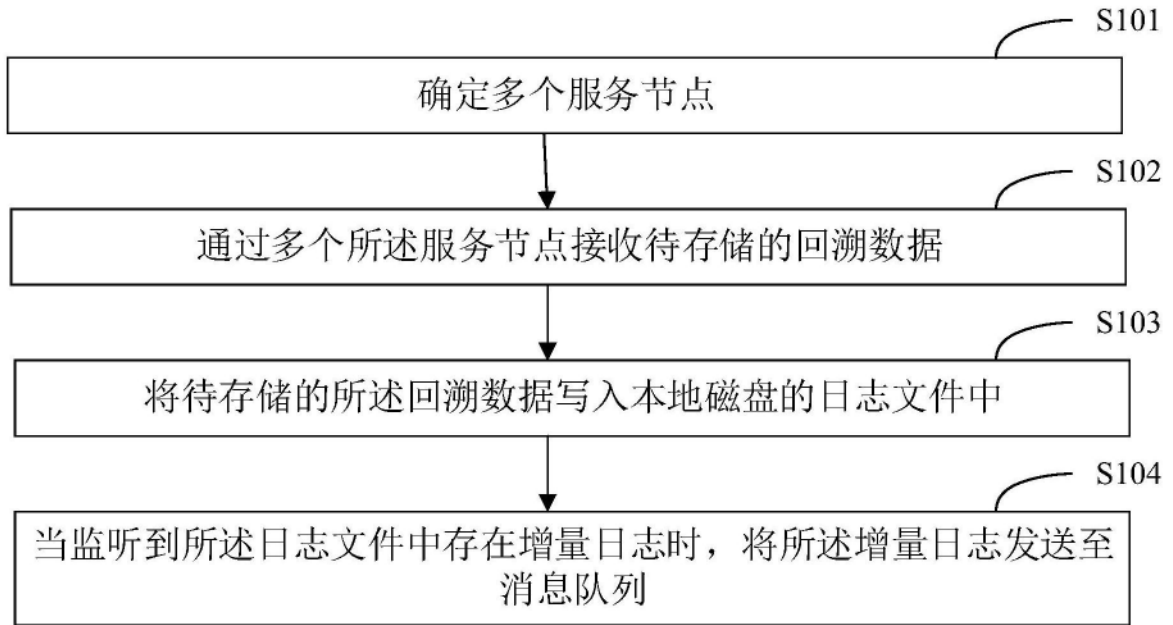 S101
确定多个服务节点
S102
通过多个所述服务节点接收待存储的回溯数据
S103
将待存储的所述回溯数据写入本地磁盘的日志文件中
S104
当监听到所述日志文件中存在增量日志时，将所述增量日志发送至
消息队列